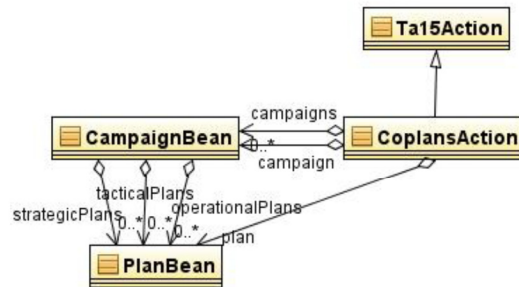 Ta15Action
campaigns
CampaignBean
0..*
CoplansAction
campaign
tacticalPlans
strategicPlans
operationalPlans
0..*
0..*
0..*
plan
PlanBean